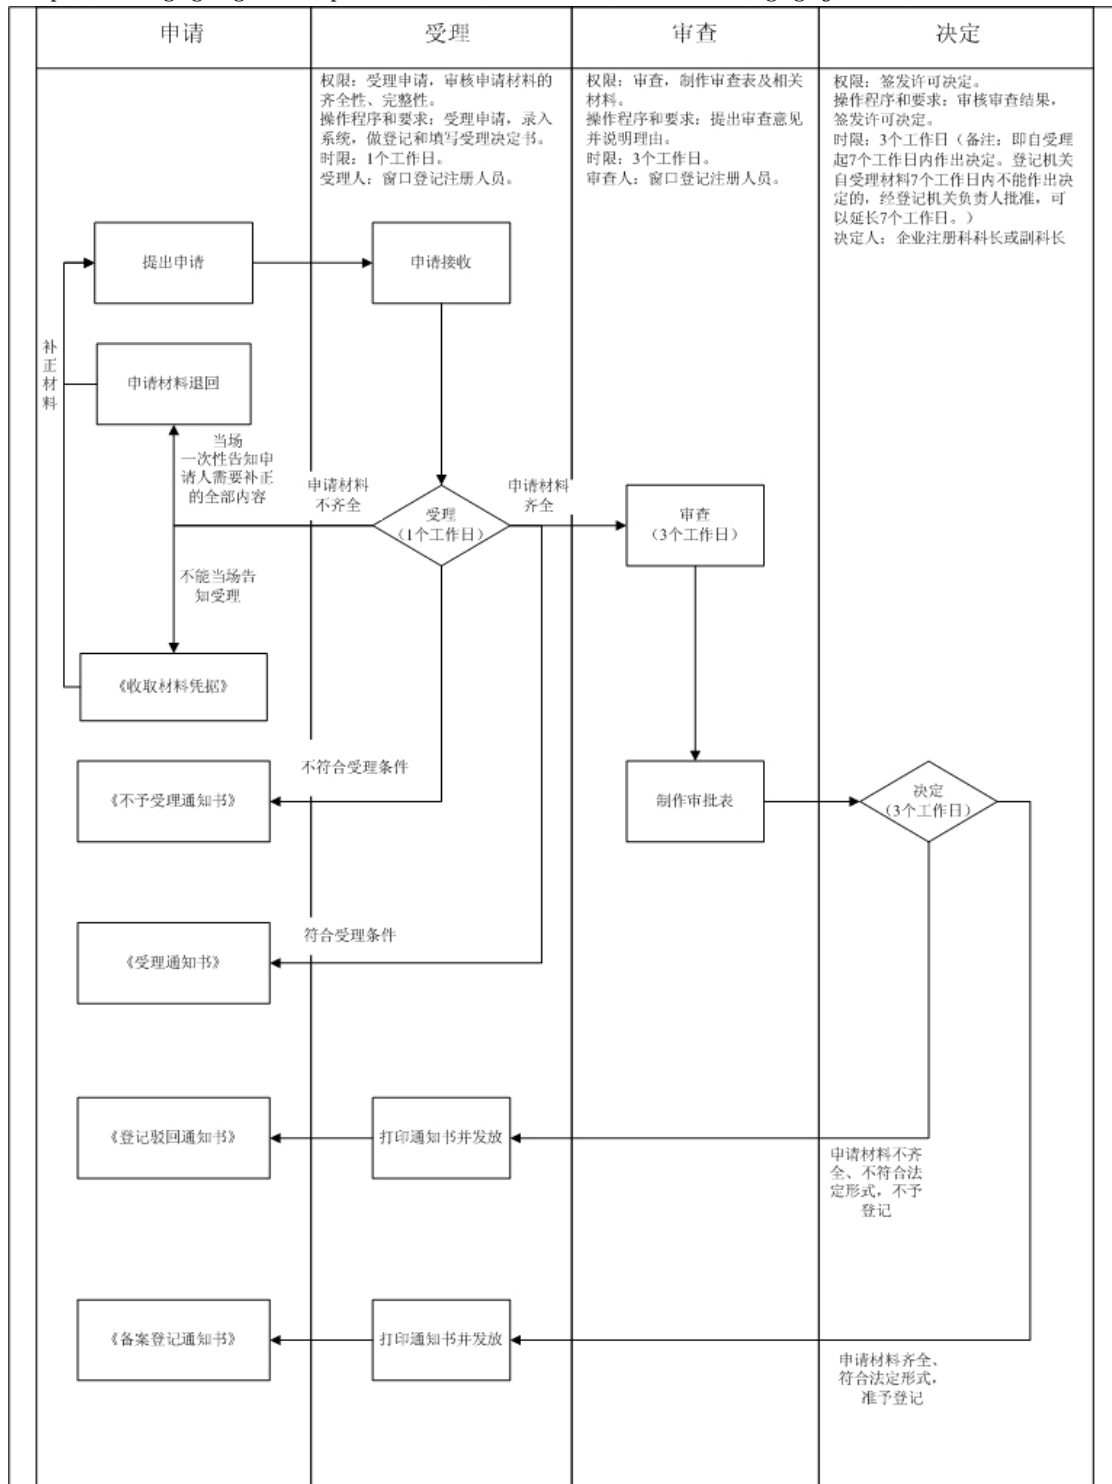 申请
受理
审查
决定
权限：受理申请，审核申请材料的
齐全性、完整性。
操作程序和要求：受理申请，录入
系统，做登记和填写受理决定书。
时限：1个工作日。
受理人：窗口登记注册人员。
权限：审查，制作审查表及相关
材料。
操作程序和要求：提出审查意见
并说明理由。
时限：3个工作日。
审查人：窗口登记注册人员。
权限：签发许可决定。
操作程序和要求：审核审查结果，
签发许可决定。
时限：3个工作日（备注：即自受理
起7个工作日内作出决定。登记机关
自受理材料7个工作日内不能作出决
定的，经登记机关负责人批准，可
以延长7个工作日。）
决定人：企业注册科科长或副科长
提出申请
申请接收
补
正
材
料
申请材料退回
当场
一次性告知申
请人需要补正
的全部内容
申请材料
不齐全
受理
（1个工作日）
申请材料
齐全
审查
（3个工作日）
不能当场告
知受理
《收取材料凭据》
不符合受理条件
《不予受理通知书》
制作审批表
决定
（3个工作日）
符合受理条件
《受理通知书》
《登记驳回通知书》
打印通知书并发放
申请材料不齐
全、不符合法
定形式，不予
登记
《备案登记通知书》
打印通知书并发放
申请材料齐全、
符合法定形式，
准予登记